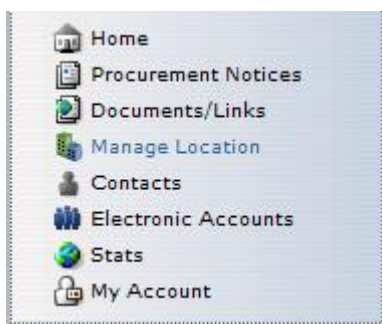 Home
Procurement Notices
Documents/Links
Manage Location
Contacts
Electronic Accounts
Stats
My Account